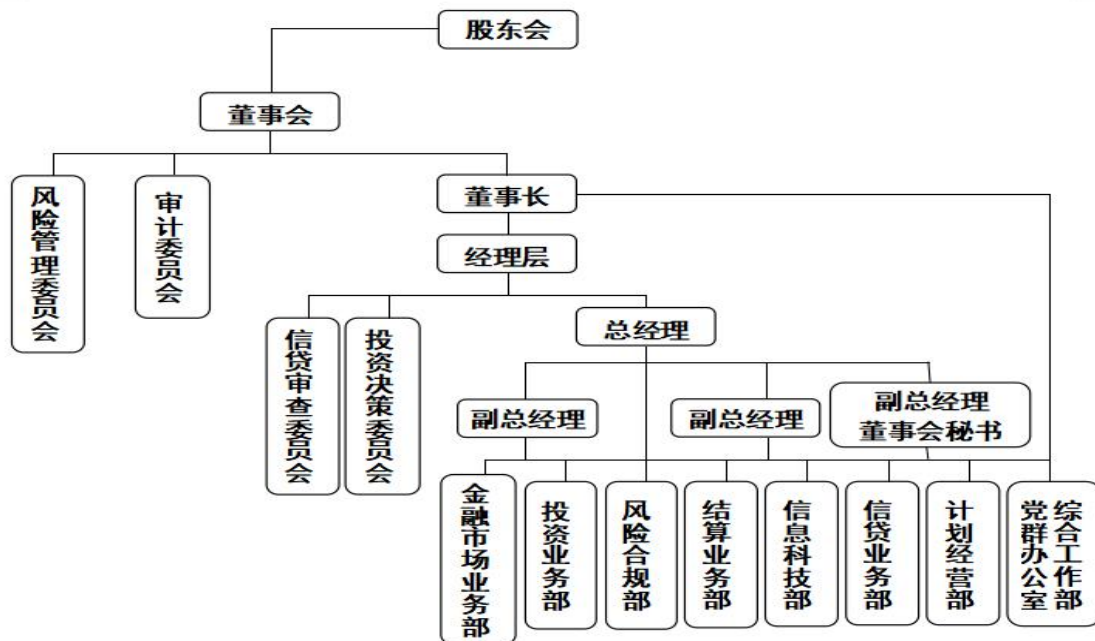 股东会
董事会
风险管理委员会
审计委员会
董事长
经理层
信贷审查委员会
投资决策委员会
总经理
副总经理
副总经理
副总经理
董事会秘书
金融市场业务部
投资业务部
风险合规部
结算业务部
信息科技部
信贷业务部
计划经营部
综合工作部
党群办公室